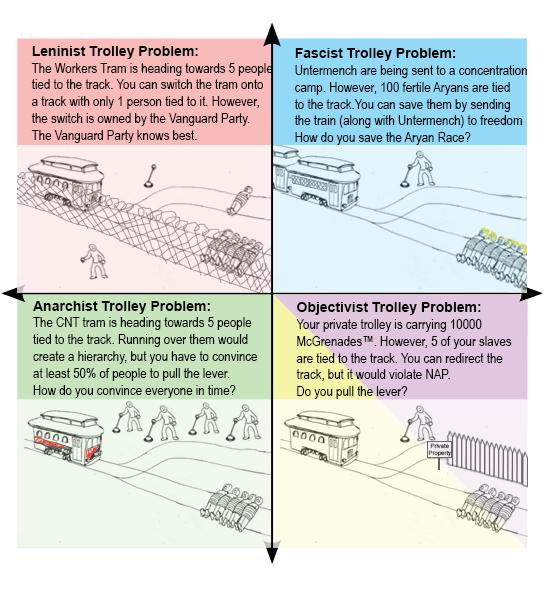 Leninist Trolley Problem:
The Workers Tram is heading towards 5 people
tied to the track. You can switch the tram onto
a track with only 1 person tied to it. However,
the switch is owned by the Vanguard Party.
The Vanguard Party knows best.
Fascist Trolley Problem:
Untermench are being sent to a concentration
camp. However, 100 fertile Aryans are tied
to the track.You can save them by sending
the train (along with Untermench) to freedom
How do you save the Aryan Race?
Anarchist Trolley Problem:
The CNT tram is heading towards 5 people
tied to the track. Running over them would
create a hierarchy, but you have to convince
at least 50% of people to pull the lever.
How do you convince everyone in time?
Objectivist Trolley Problem:
Your private trolley is carrying 10000
McGrenades™. However, 5 of your slaves
are tied to the track. You can redirect the
track, but it would violate NAP.
Do you pull the lever?
Private
Property